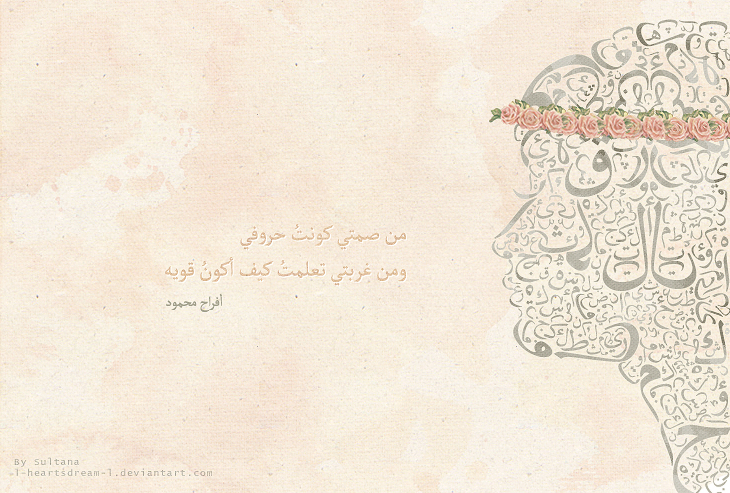 من صمتي كونتُ حروفي
ومن غربتي تعلمتُ كيف أكونُ قويه
أفراح محمود
By Sultana
-l-heartsdream-l.deviantart.com